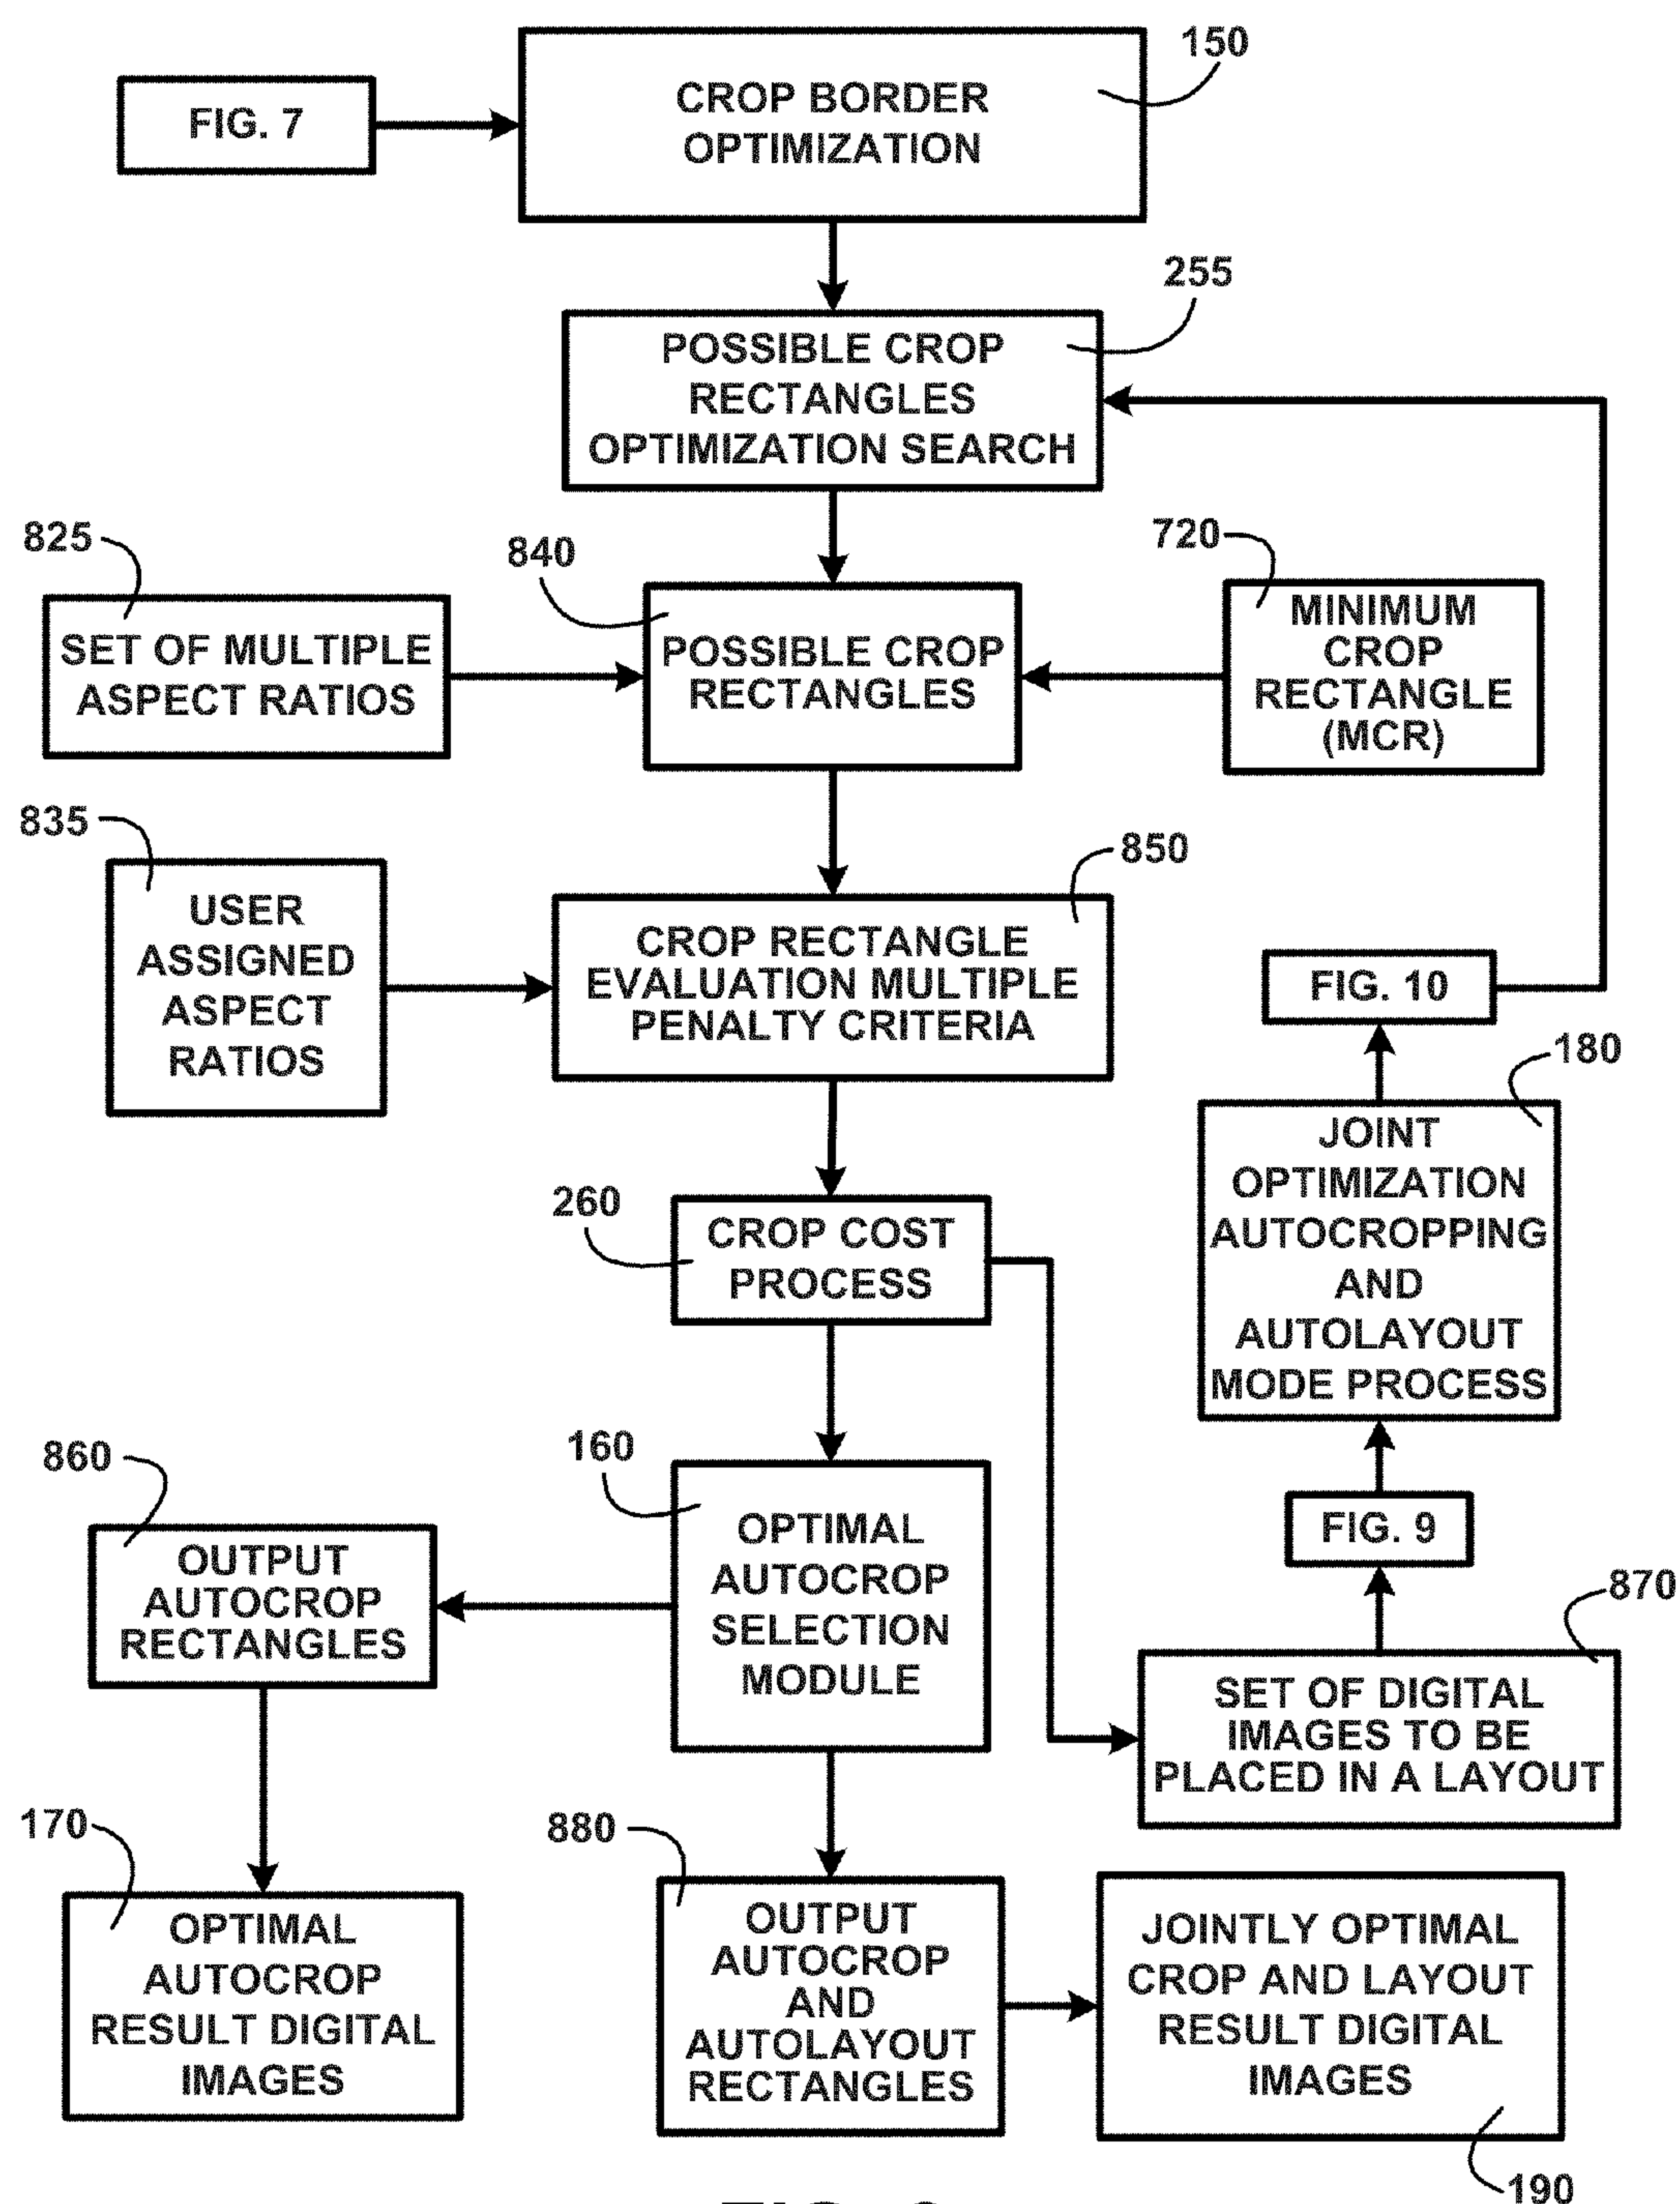 150
FIG. 7
CROP BORDER
OPTIMIZATION
255
POSSIBLE CROP
RECTANGLES
OPTIMIZATION SEARCH
825
840
720
SET OF MULTIPLE
ASPECT RATIOS
POSSIBLE CROP
RECTANGLES
MINIMUM
CROP
RECTANGLE
(MCR)
835
850
USER
ASSIGNED
ASPECT
RATIOS
CROP RECTANGLE
EVALUATION MULTIPLE
PENALTY CRITERIA
FIG. 10
180
JOINT
OPTIMIZATION
AUTOCROPPING
AND
AUTOLAYOUT
MODE PROCESS
260
CROP COST
PROCESS
860
160
OUTPUT
AUTOCROP
RECTANGLES
OPTIMAL
AUTOCROP
SELECTION
MODULE
FIG. 9
870
SET OF DIGITAL
IMAGES TO BE
PLACED IN A LAYOUT
170
880
OPTIMAL
AUTOCROP
RESULT DIGITAL
IMAGES
OUTPUT
AUTOCROP
AND
AUTOLAYOUT
RECTANGLES
JOINTLY OPTIMAL
CROP AND LAYOUT
RESULT DIGITAL
IMAGES
190